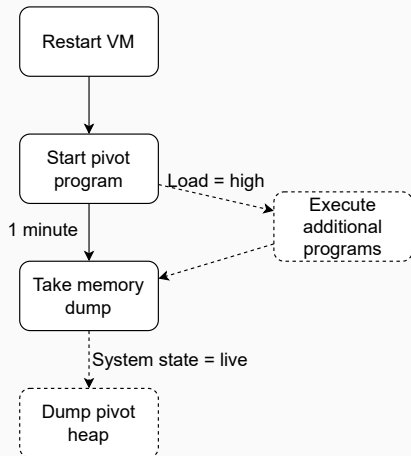 Restart VM
Start pivot
program
Load = high
Execute
additional
programs
1 minute
Take memory
dump
System state = live
Dump pivot
heap